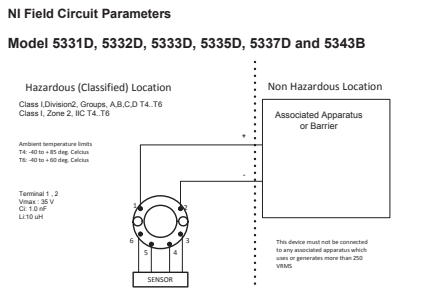 NI Field Circuit Parameters
Model 5331D, 5332D, 5333D, 5335D, 5337D and 5343B
Hazardous (Classified) Location
Class I,Division2, Groups, A,B,C,D T4..T6
Class I, Zone 2, IIC T4..T6
Ambient temperature limits
T4: -40 to + 85 deg. Celcius
T6: -40 to + 60 deg. Celcius
Terminal 1 , 2
Vmax : 35 V
Ci: 1.0 nF
Li:10 uH
Non Hazardous Location
Associated Apparatus
or Barrier
+
-
1
2
6
3
5
4
SENSOR
This device must not be connected
to any associated apparatus which
uses or generates more than 250
VRMS